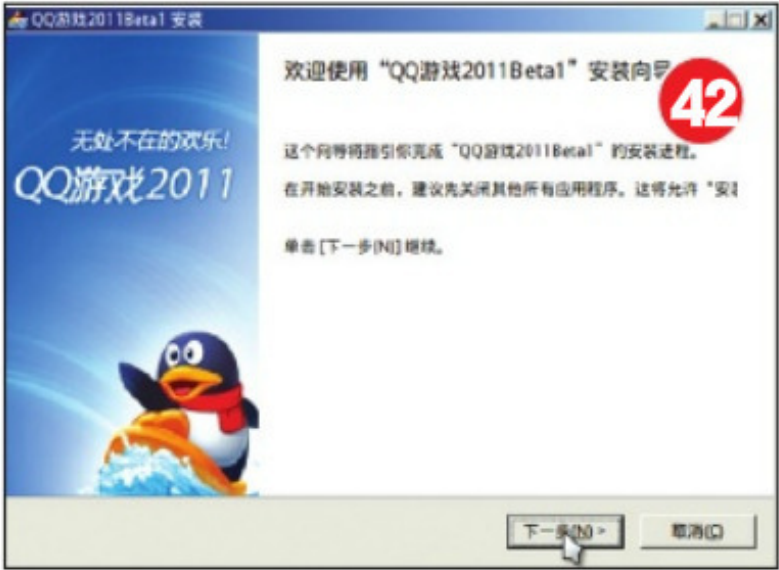 QQ游戏2011Beta1 安装
欢迎使用“QQ游戏2011Beta1”安装向导
42
无处不在的欢乐!
QQ游戏2011
这个向导将指引你完成“QQ游戏2011Beta1”的安装进程。
在开始安装之前，建议先关闭其他所有应用程序。这将允许“安装
单击 [下一步(N)] 继续。
下一步(N) >
取消(C)